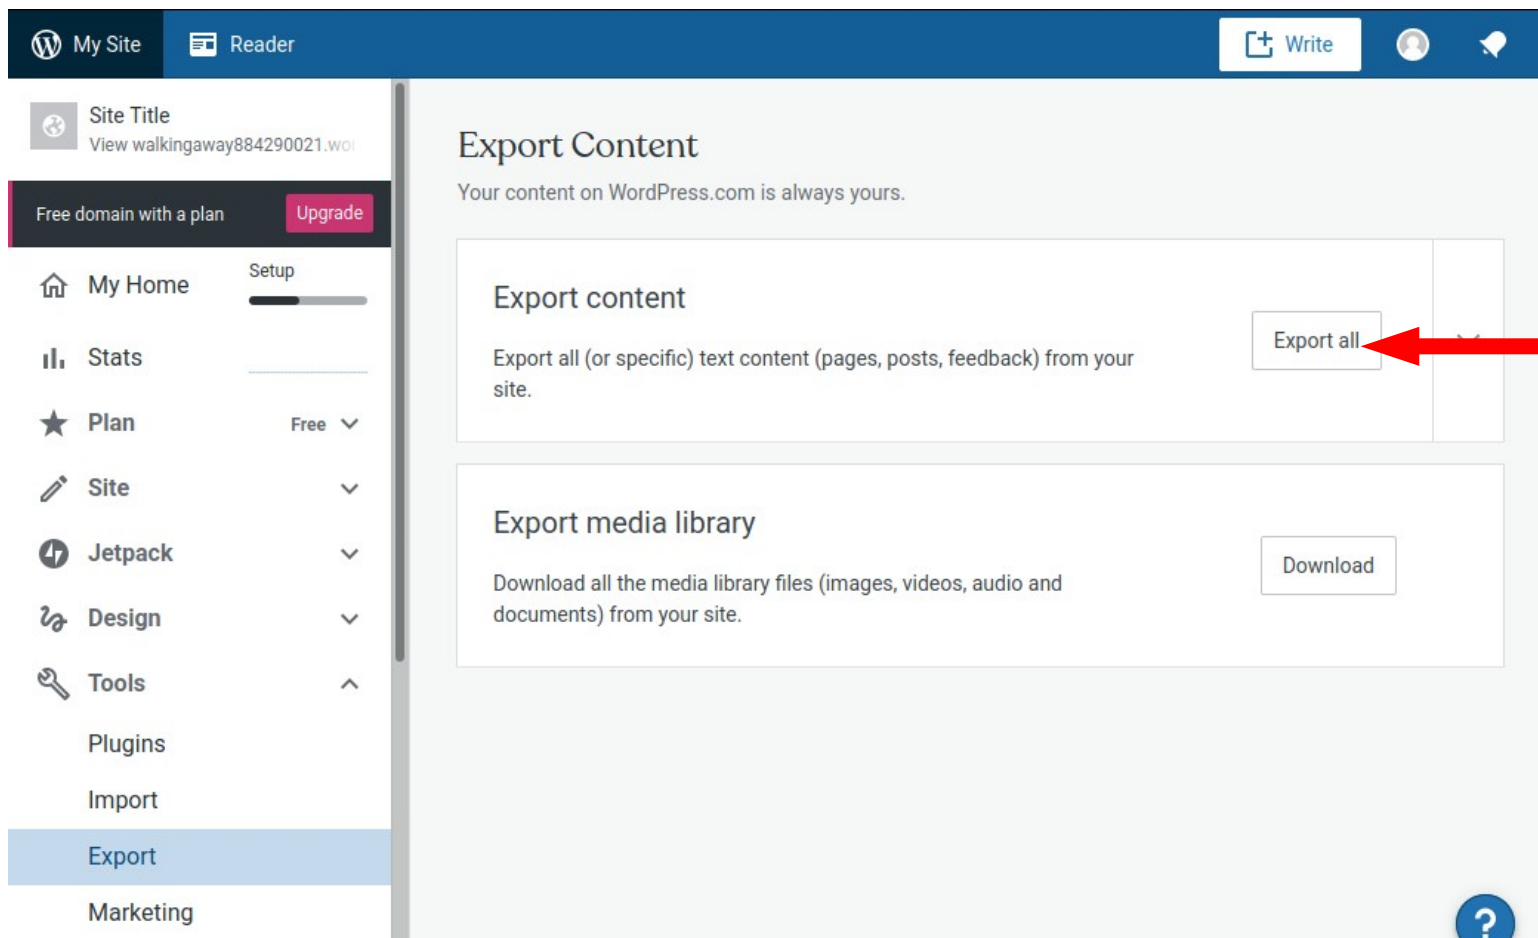 My Site
Reader
Write
Site Title
View walkingaway884290021.wor
Free domain with a plan
Upgrade
My Home
Setup
Stats
Plan
Free
Site
Jetpack
Design
Tools
Plugins
Import
Export
Marketing
Export Content
Your content on WordPress.com is always yours.
Export content
Export all (or specific) text content (pages, posts, feedback) from your
site.
Export all
Export media library
Download all the media library files (images, videos, audio and
documents) from your site.
Download
?